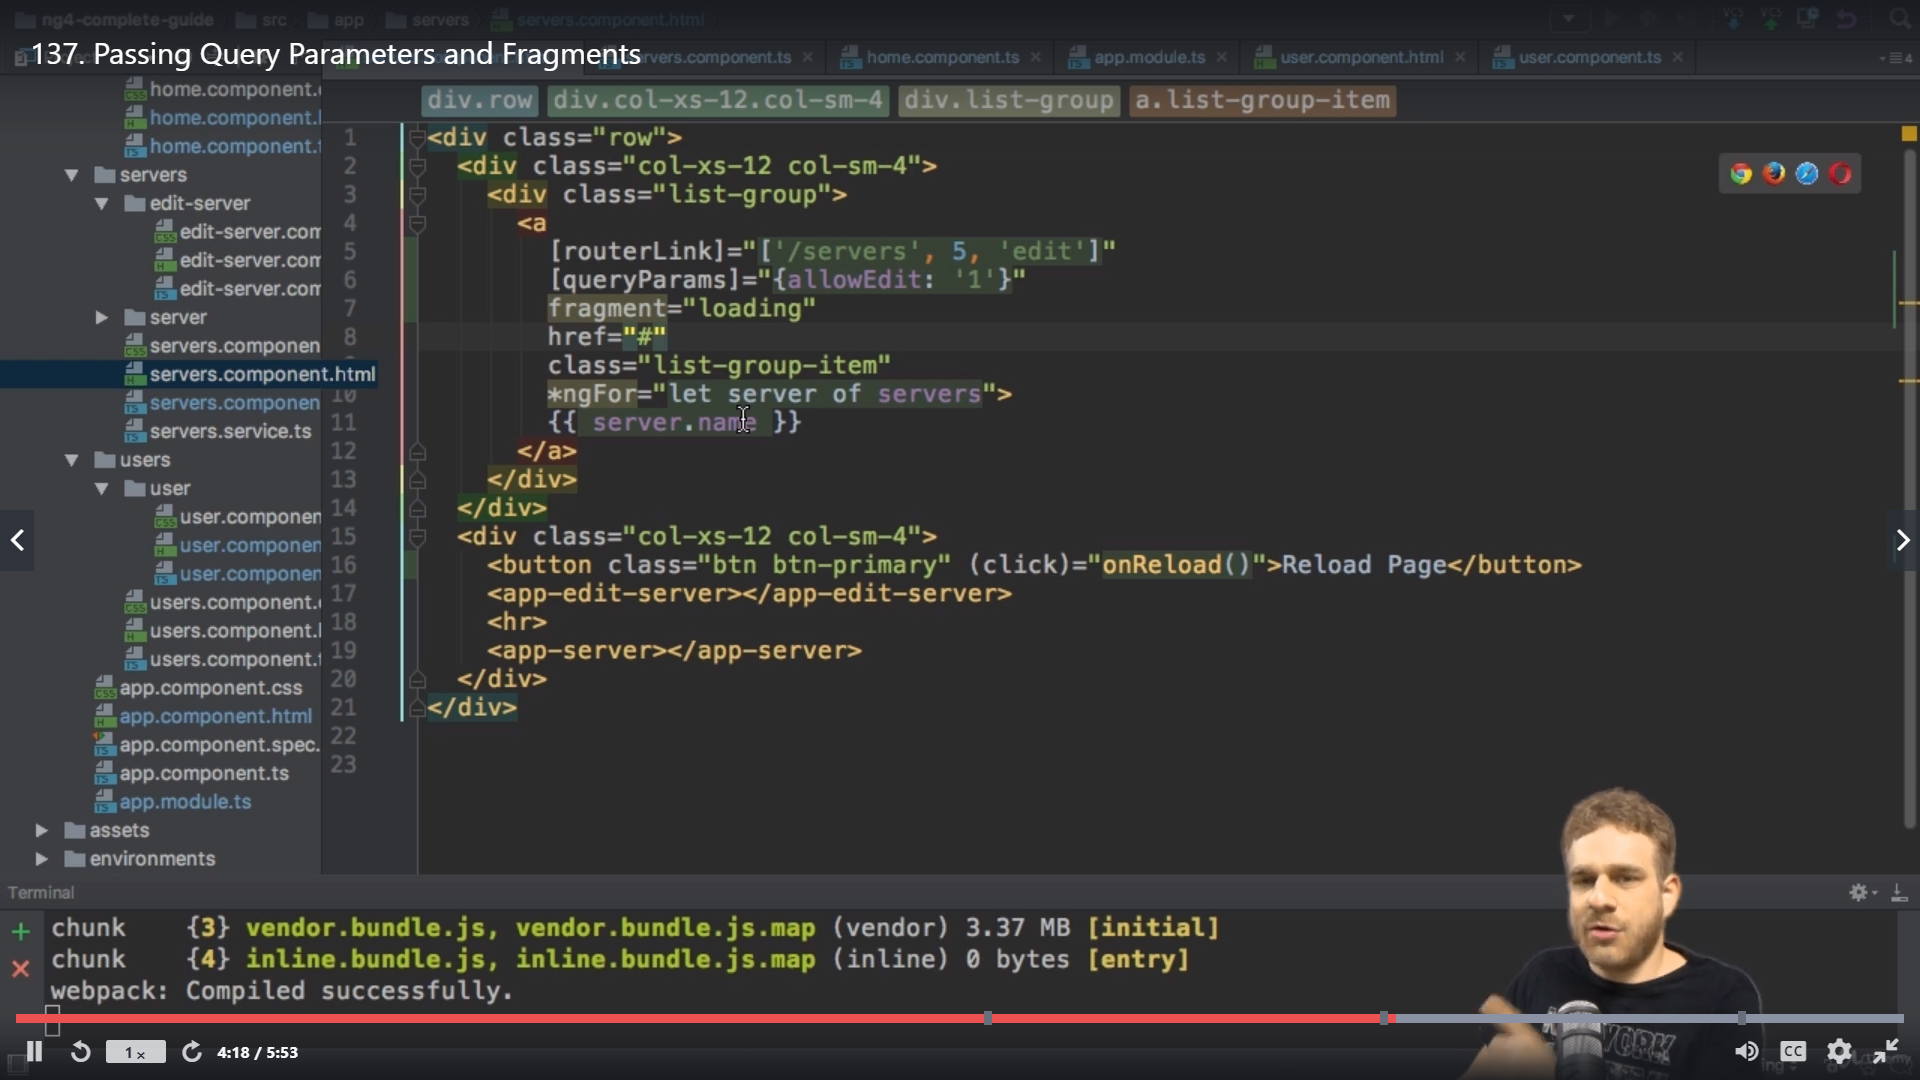 ng4-complete-guide src app servers servers.component.html
137. Passing Query Parameters and Fragments
home.component.ts app.module.ts user.component.html user.component.ts
div.row div.col-xs-12.col-sm-4 div.list-group a.list-group-item
home.component.
home.component.
home.component.
servers
edit-server
edit-server.com
edit-server.com
edit-server.com
server
servers.componen
servers.component.html
servers.componen
servers.service.ts
users
user
user.componen
user.componen
user.componen
users.component.
users.component.
users.component.
app.component.css
app.component.html
app.component.spec.
app.component.ts
app.module.ts
assets
environments
1 <div class="row">
2 <div class="col-xs-12 col-sm-4">
3 <div class="list-group">
4 <a
5 [routerLink]="['/servers', 5, 'edit']"
6 [queryParams]="{allowEdit: '1'}"
7 fragment="loading"
8 href="#"
class="list-group-item"
10 *ngFor="let server of servers">
11 {{ server.name }}
12 </a>
13 </div>
14 </div>
15 <div class="col-xs-12 col-sm-4">
16 <button class="btn btn-primary" (click)="onReload()">Reload Page</button>
17 <app-edit-server></app-edit-server>
18 <hr>
19 <app-server></app-server>
20 </div>
21 </div>
22
23
Terminal
chunk {3} vendor.bundle.js, vendor.bundle.js.map (vendor) 3.37 MB [initial]
chunk {4} inline.bundle.js, inline.bundle.js.map (inline) 0 bytes [entry]
webpack: Compiled successfully.
1 x 4:18 / 5:53 CC